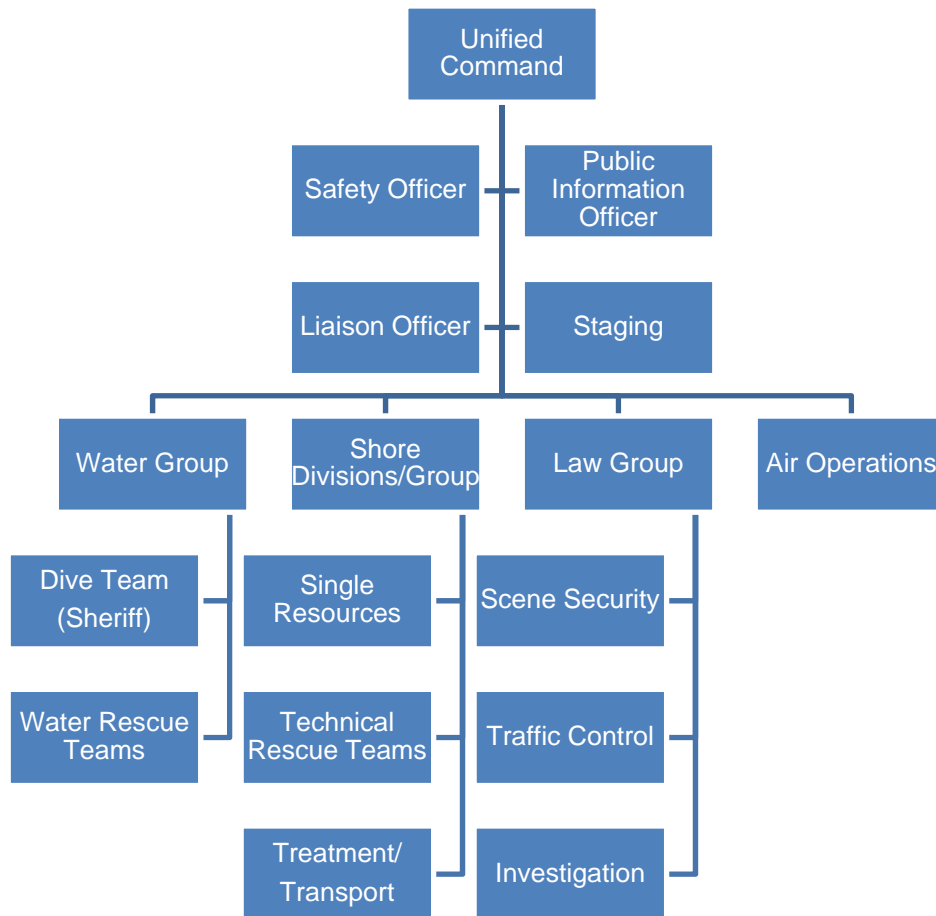 Unified
Command
Safety Officer
Public
Information
Officer
Liaison Officer
Staging
Water Group
Shore
Divisions/Group
Law Group
Air Operations
Dive Team
(Sheriff)
Single
Resources
Scene Security
Water Rescue
Teams
Technical
Rescue Teams
Traffic Control
Treatment/
Transport
Investigation